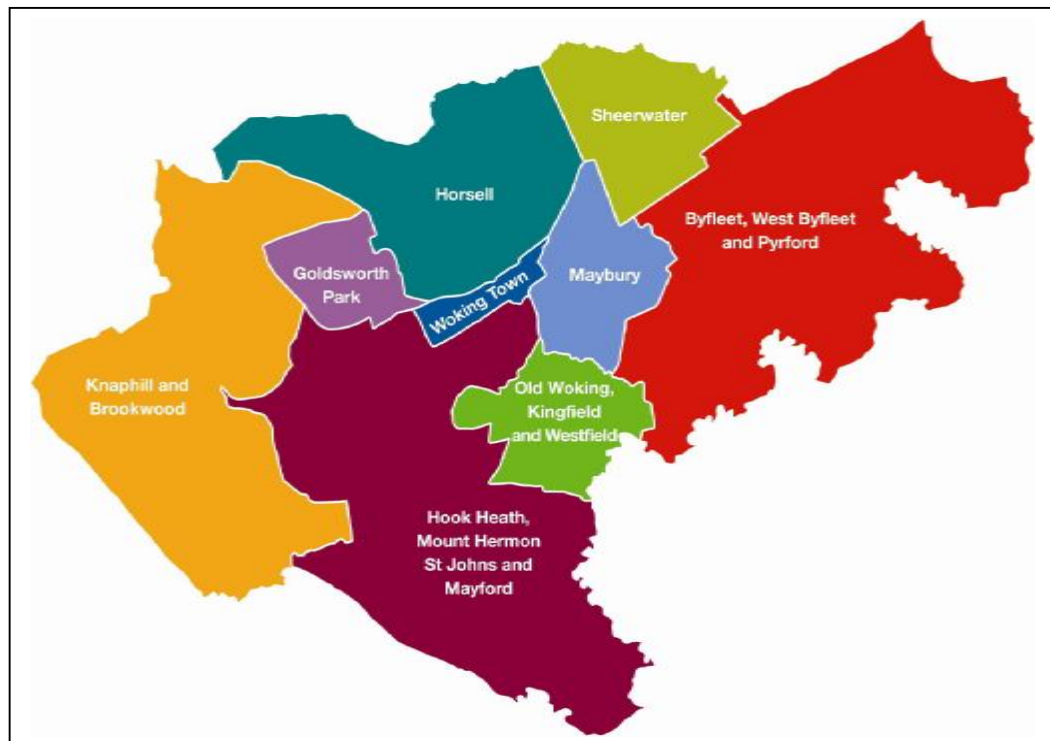 Sheerwater
Horsell
Byfleet, West Byfleet
and Pyrford
Goldsworth
Park
Woking Town
Maybury
Knaphill and
Brookwood
Old Woking,
Kingfield
and Westfield
Hook Heath,
Mount Hermon
St Johns and
Mayford